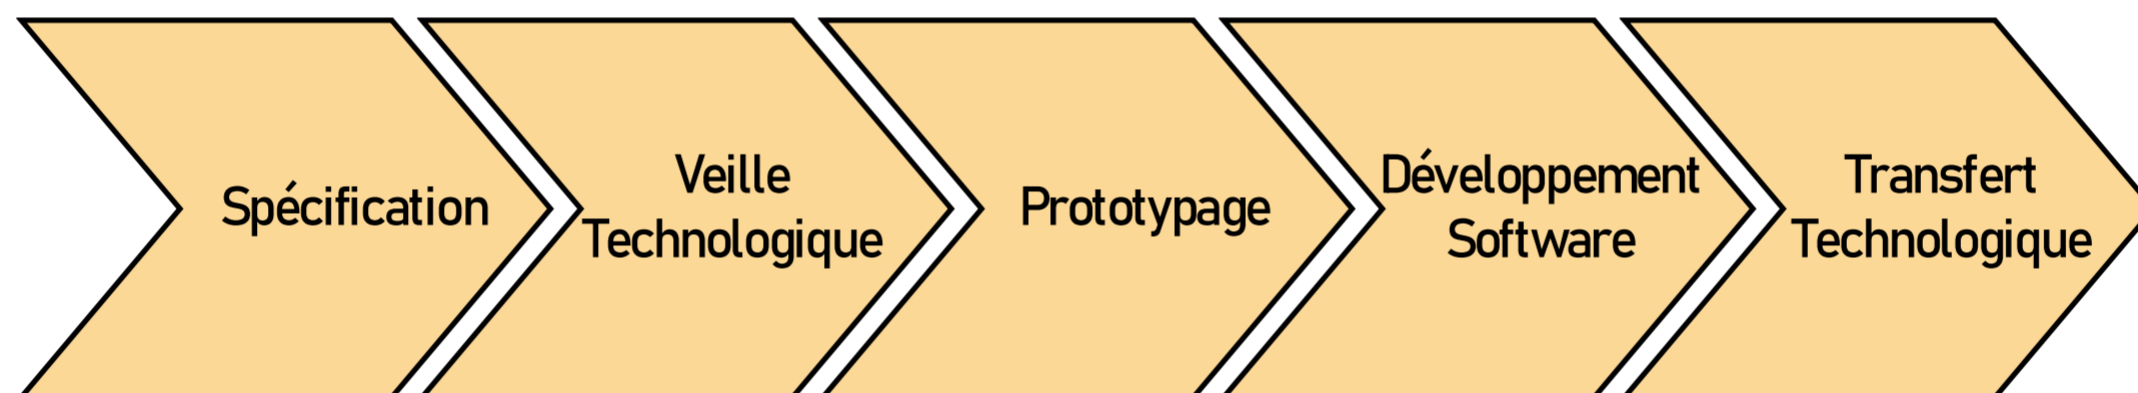 Spécification
Veille
Technologique
Prototypage
Développement
Software
Transfert
Technologique